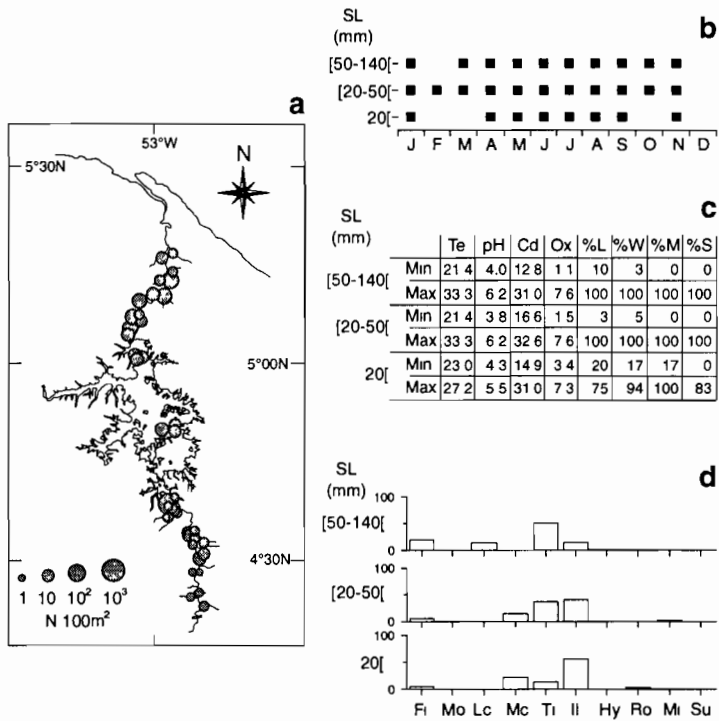 a
53°W
5°30N
N
5°00N
4°30N
1 10 10² 10³
N 100m²
b
SL
(mm)
[50-140[
[20-50[
20[
J F M A M J J A S O N D
c
SL
(mm)
Te pH Cd Ox %L %W %M %S
[50-140[ Min 21 4 4.0 12 8 1 1 10 3 0 0
Max 33 3 6 2 31 0 7 6 100 100 100 100
[20-50[ Min 21 4 3 8 16 6 1 5 3 5 0 0
Max 33 3 6 2 32 6 7 6 100 100 100 100
20[ Min 23 0 4 3 14 9 3 4 20 17 17 0
Max 27 2 5 5 31 0 7 3 75 94 100 83
d
SL
(mm)
100
[50-140[
0
100
[20-50[
0
100
20[
0
Fi Mo Lc Mc Ti Ii Hy Ro Mi Su